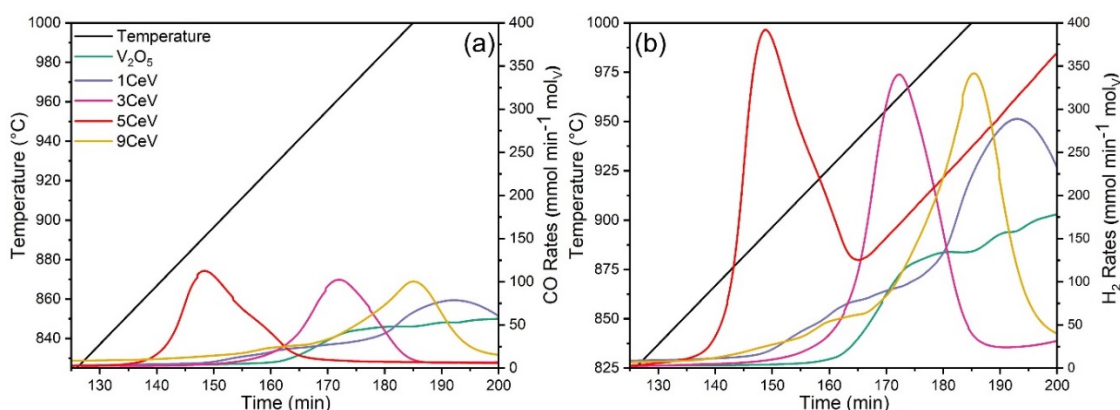 1000
980
960
940
920
900
880
860
840
Temperature (°C)
Temperature
V₂O₅
1CeV
3CeV
5CeV
9CeV
(a)
400
350
300
250
200
150
100
50
0
CO Rates (mmol min⁻¹ molᵥ)
130 140 150 160 170 180 190 200
Time (min)
1000
975
950
925
900
875
850
825
Temperature (°C)
(b)
400
350
300
250
200
150
100
50
0
H₂ Rates (mmol min⁻¹ molᵥ)
130 140 150 160 170 180 190 200
Time (min)